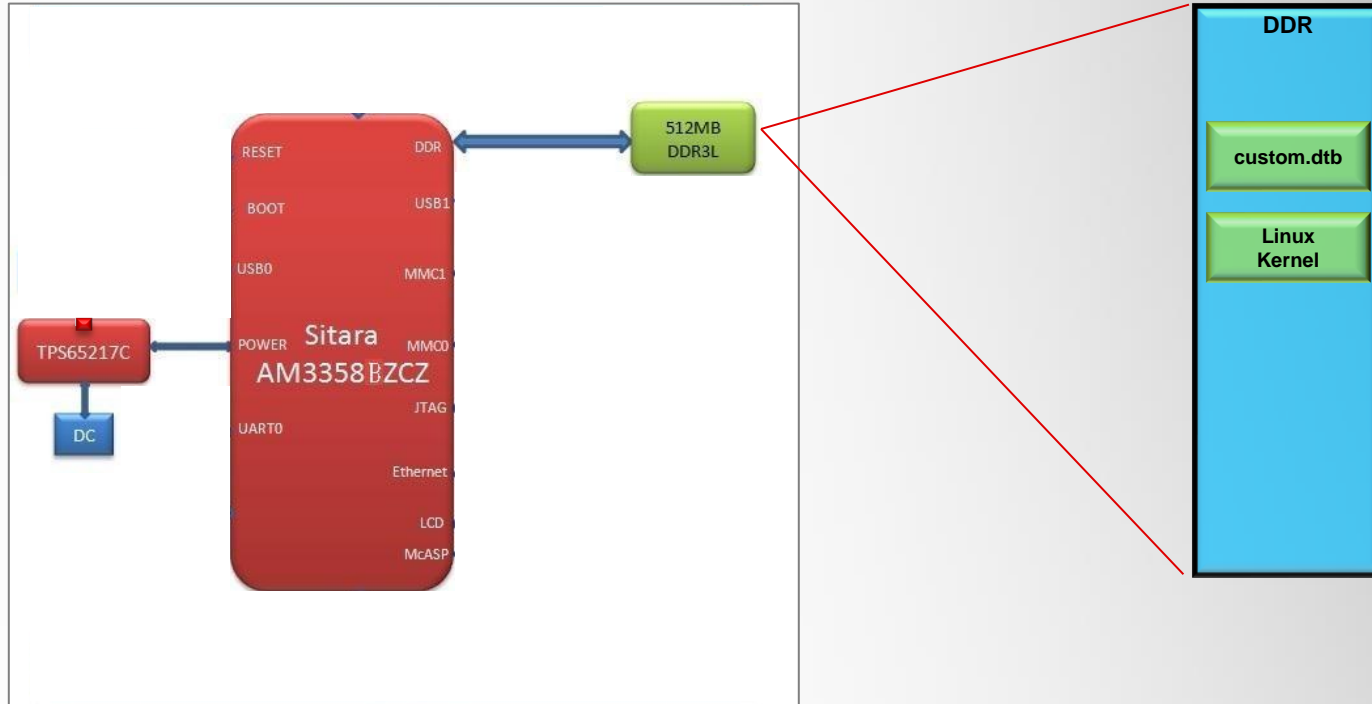 DDR
custom.dtb
Linux
Kernel
512MB
DDR3L
RESET
DDR
BOOT
USB1
USB0
MMC1
POWER
Sitara
MMC0
AM3358BZCZ
TPS65217C
JTAG
UART0
DC
Ethernet
LCD
McASP